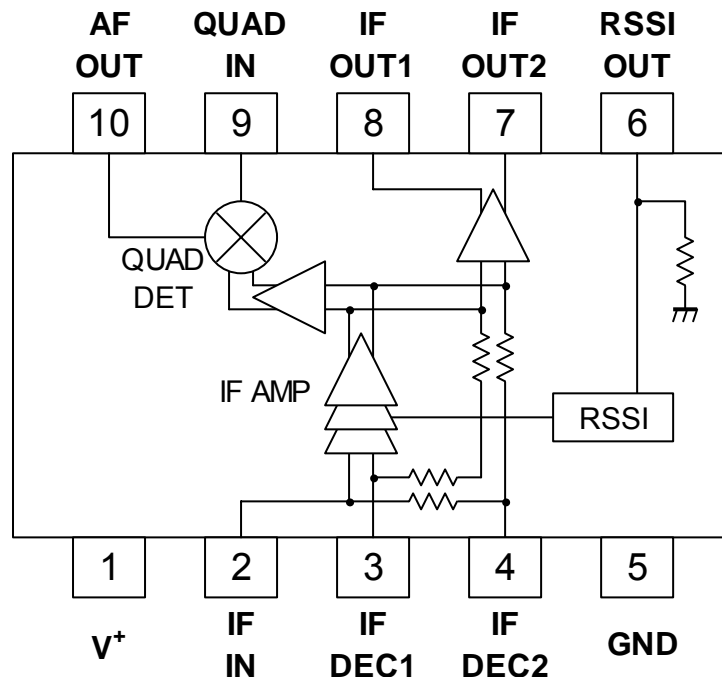 AF QUAD IF IF RSSI
OUT IN OUT1 OUT2 OUT
10 9 8 7 6
QUAD
DET
IF AMP
RSSI
1 2 3 4 5
V+ IF IF IF GND
IN DEC1 DEC2